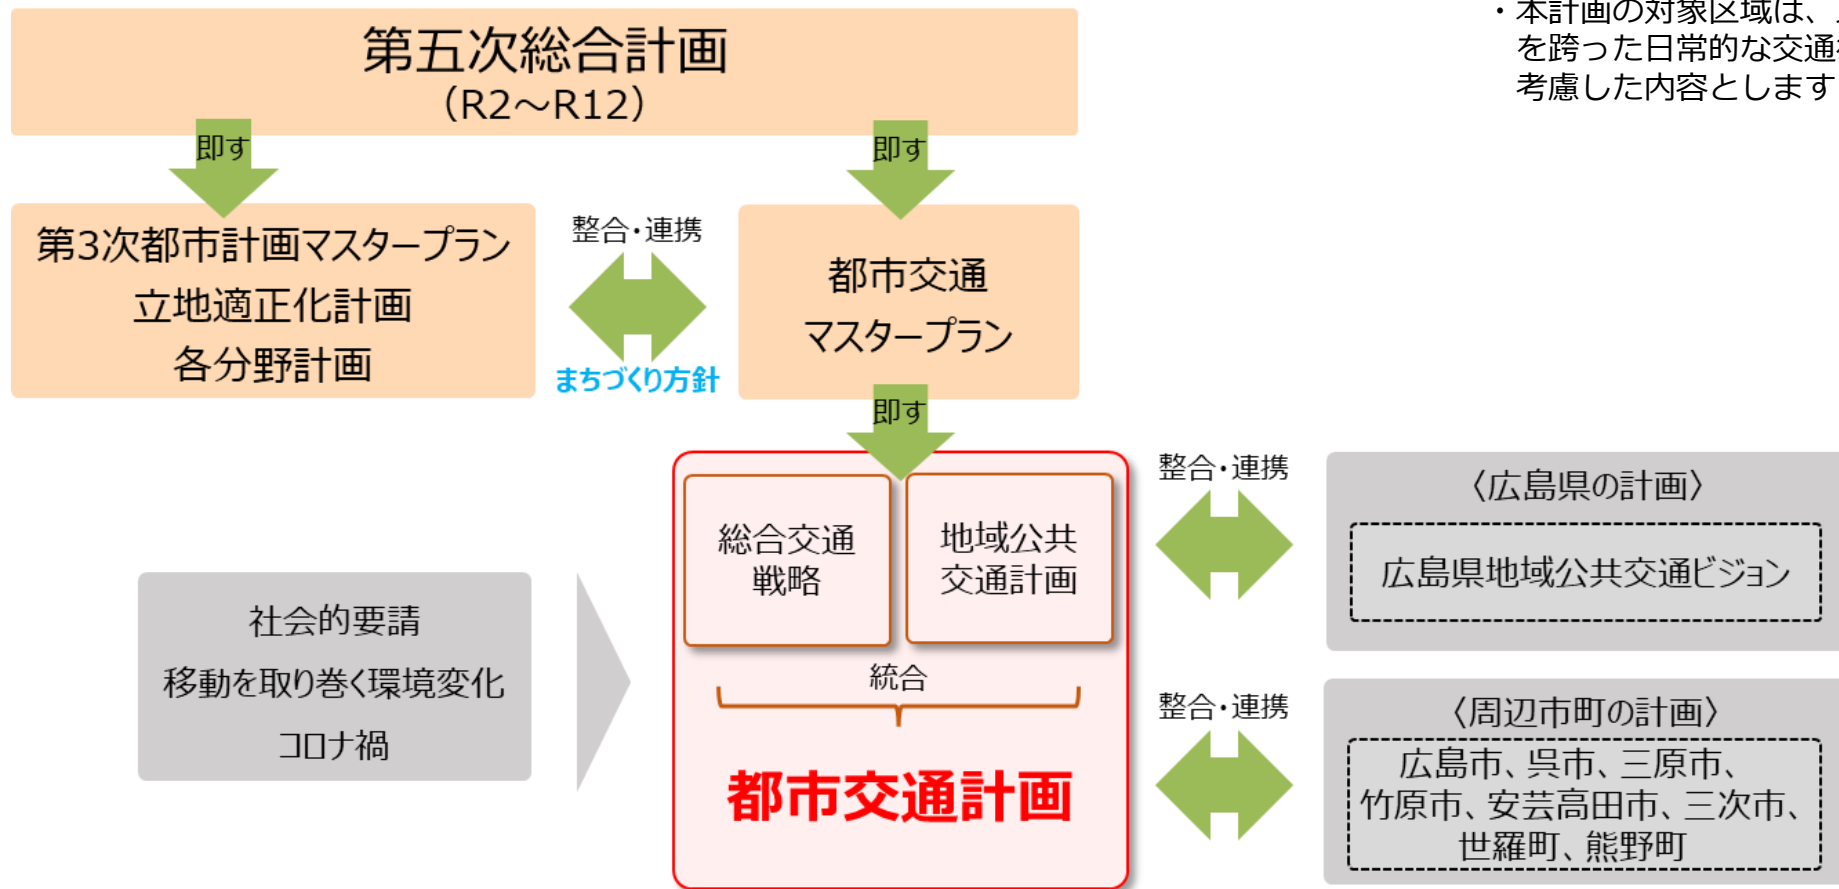 第五次総合計画
（R2～R12）
・本計画の対象区域は、
を跨った日常的な交通
考慮した内容とします
即す
即す
第3次都市計画マスタープラン
立地適正化計画
各分野計画
整合・連携
まちづくり方針
都市交通
マスタープラン
即す
総合交通
戦略
地域公共
交通計画
統合
都市交通計画
社会的要請
移動を取り巻く環境変化
コロナ禍
整合・連携
〈広島県の計画〉
広島県地域公共交通ビジョン
整合・連携
〈周辺市町の計画〉
広島市、呉市、三原市、
竹原市、安芸高田市、三次市、
世羅町、熊野町